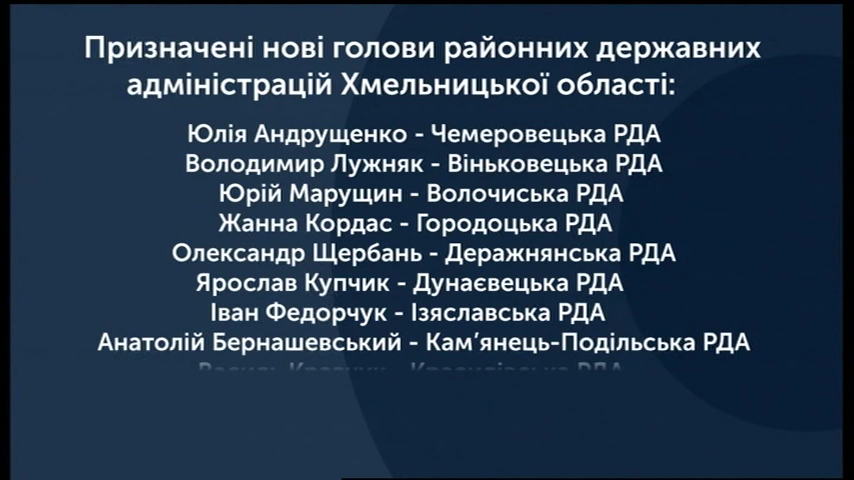 Призначені нові голови районних державних
адміністрацій Хмельницької області:
Юлія Андрущенко - Чемеровецька РДА
Володимир Лужняк - Віньковецька РДА
Юрій Марущин - Волочиська РДА
Жанна Кордас - Городоцька РДА
Олександр Щербань - Деражнянська РДА
Ярослав Купчик - Дунаєвецька РДА
Іван Федорчук - Ізяславська РДА
Анатолій Бернашевський - Кам’янець-Подільська РДА